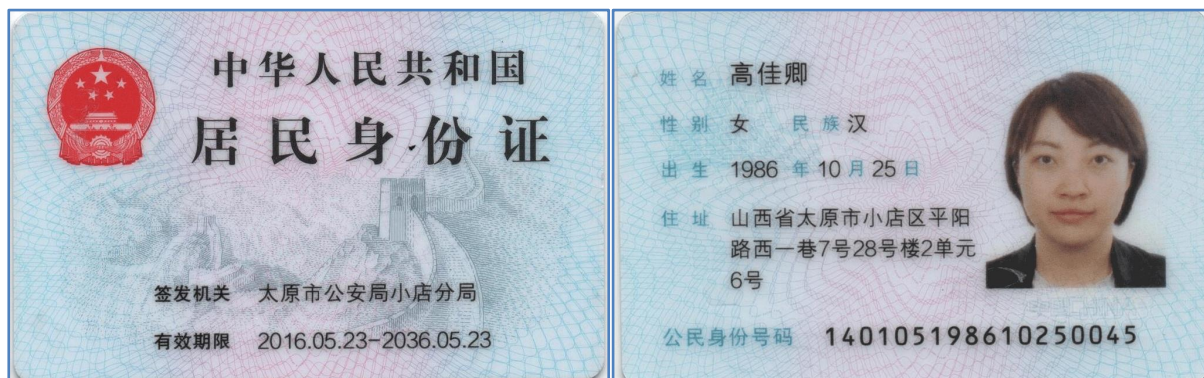 中华人民共和国
居民身份证
签发机关 太原市公安局小店分局
有效期限 2016.05.23-2036.05.23
姓名 高佳卿
性别 女 民族 汉
出生 1986 年 10 月 25 日
住址 山西省太原市小店区平阳
路西一巷7号28号楼2单元
6号
公民身份号码 140105198610250045